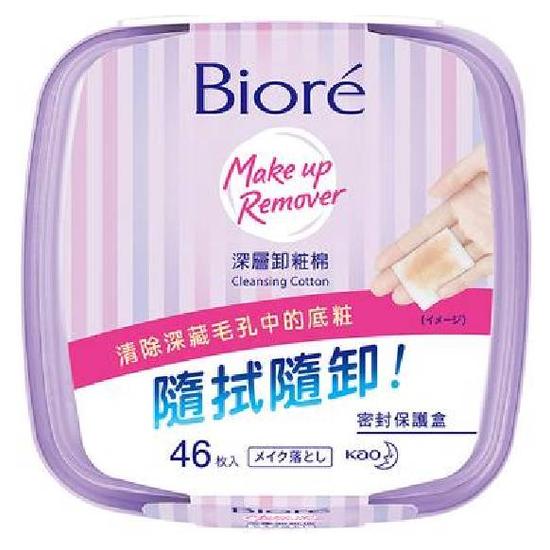 Bioré
Make up
Remover
深層卸粧棉
Cleansing Cotton
(イメージ)
清除深藏毛孔中的底粧
隨拭隨卸!
密封保護盒
46枚入 メイク落とし Kao
Bioré